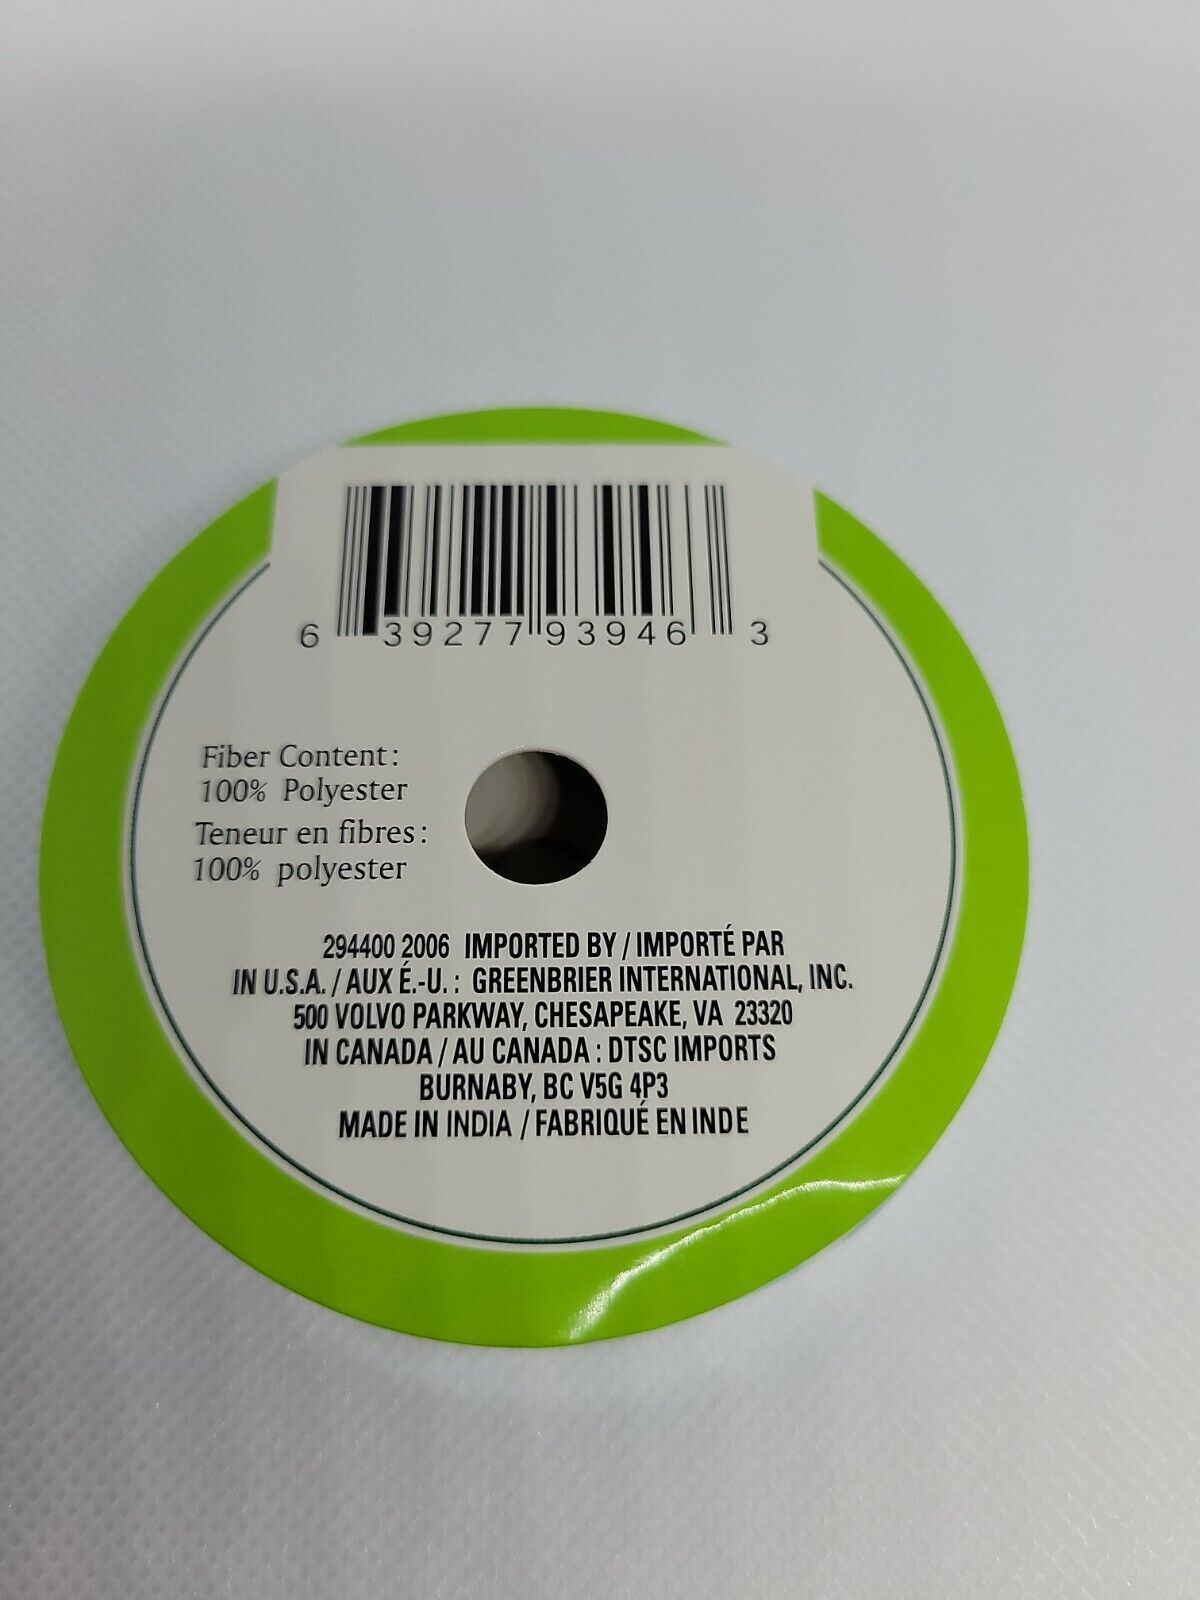 6 39277 93946 3
Fiber Content:
100% Polyester
Teneur en fibres:
100% polyester
294400 2006 IMPORTED BY / IMPORTÉ PAR
IN U.S.A. / AUX É.-U. : GREENBRIER INTERNATIONAL, INC.
500 VOLVO PARKWAY, CHESAPEAKE, VA 23320
IN CANADA / AU CANADA : DTSC IMPORTS
BURNABY, BC V5G 4P3
MADE IN INDIA / FABRIQUÉ EN INDE